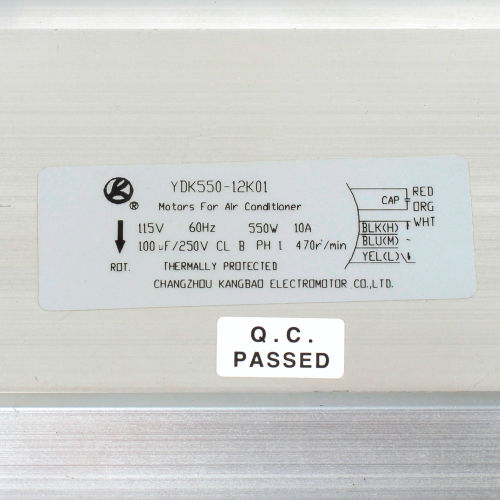 YDK550-12K01
Motors For Air Conditioner
115V 60Hz 550W 10A
100uF/250V CL B PH 1 470r/min
ROT. THERMALLY PROTECTED
CHANGZHOU KANGBAO ELECTROMOTOR CO.,LTD.
K ®
CAP
RED
ORG
WHT
BLK(H)
BLU(M)
YEL(L)
Q.C.
PASSED